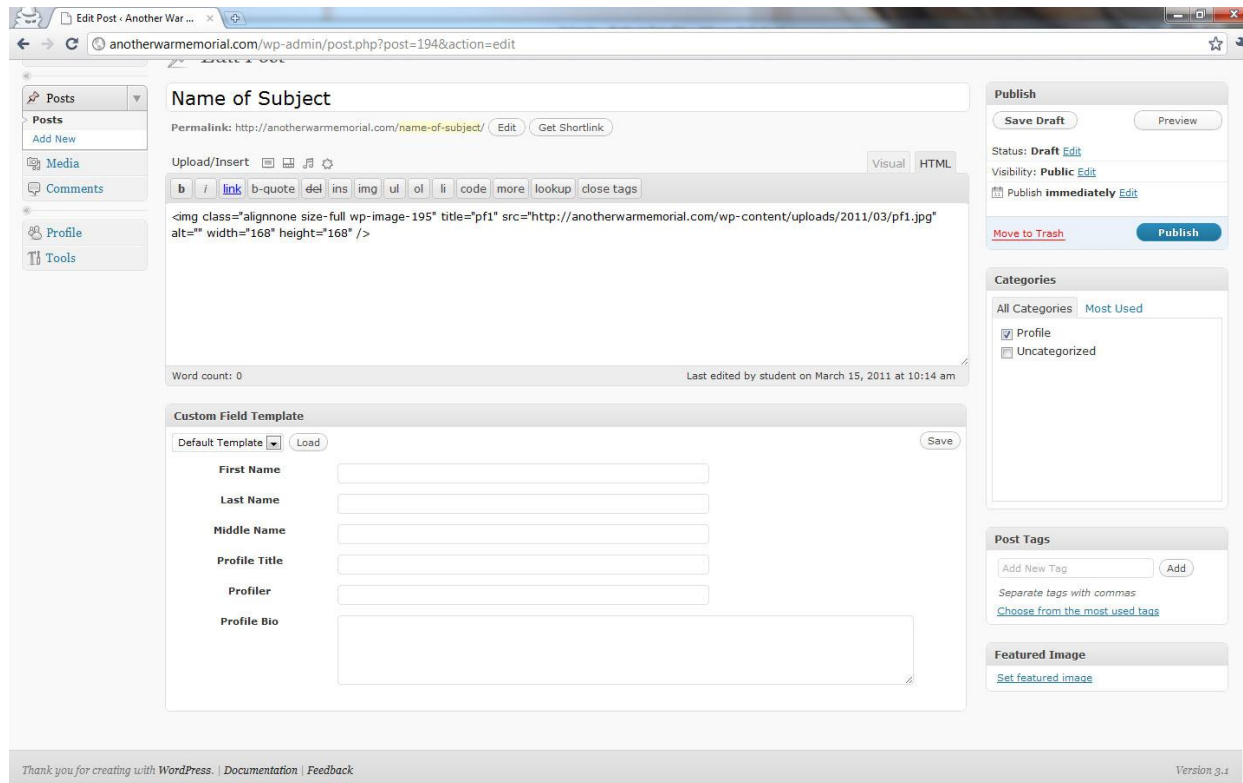 Edit Post ‹ Another War ...
anotherwarmemorial.com/wp-admin/post.php?post=194&action=edit
Edit Post
Posts
Posts
Add New
Media
Comments
Profile
Tools
Name of Subject
Permalink: http://anotherwarmemorial.com/name-of-subject/ Edit Get Shortlink
Upload/Insert
Visual HTML
b i link b-quote del ins img ul ol li code more lookup close tags
<img class="alignnone size-full wp-image-195" title="pf1" src="http://anotherwarmemorial.com/wp-content/uploads/2011/03/pf1.jpg"
alt="" width="168" height="168" />
Word count: 0 Last edited by student on March 15, 2011 at 10:14 am
Custom Field Template
Default Template Load Save
First Name
Last Name
Middle Name
Profile Title
Profiler
Profile Bio
Publish
Save Draft Preview
Status: Draft Edit
Visibility: Public Edit
Publish immediately Edit
Move to Trash Publish
Categories
All Categories Most Used
Profile
Uncategorized
Post Tags
Add New Tag Add
Separate tags with commas
Choose from the most used tags
Featured Image
Set featured image
Thank you for creating with WordPress. | Documentation | Feedback Version 3.1